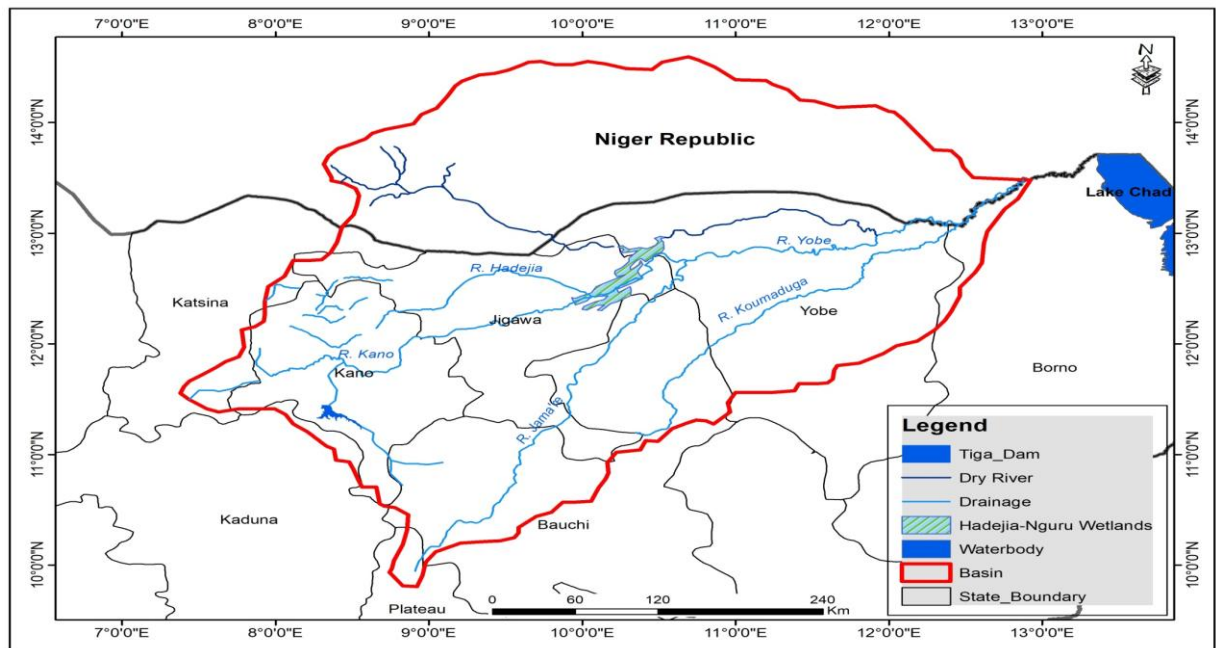 7°0'0"E 8°0'0"E 9°0'0"E 10°0'0"E 11°0'0"E 12°0'0"E 13°0'0"E
N
14°0'0"N
14°0'0"N
Niger Republic
Lake Chad
13°0'0"N
13°0'0"N
R. Yobe
R. Hadejia
Katsina
R. Koumaduga
Jigawa
Yobe
12°0'0"N
12°0'0"N
R. Kano
Kano
Borno
R. Jama're
Legend
11°0'0"N
11°0'0"N
Tiga_Dam
Dry River
Drainage
Kaduna
Bauchi
Hadejia-Nguru Wetlands
Waterbody
10°0'0"N
10°0'0"N
Basin
State_Boundary
Plateau
0 60 120 240
Km
7°0'0"E 8°0'0"E 9°0'0"E 10°0'0"E 11°0'0"E 12°0'0"E 13°0'0"E